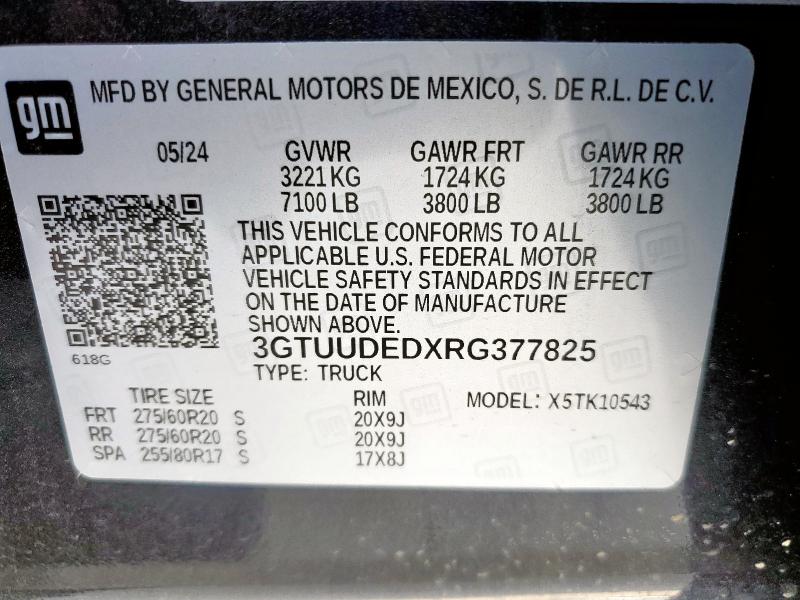 gm
MFD BY GENERAL MOTORS DE MEXICO, S. DE R.L. DE C.V.
05/24 GVWR GAWR FRT GAWR RR
3221 KG 1724 KG 1724 KG
7100 LB 3800 LB 3800 LB
THIS VEHICLE CONFORMS TO ALL
APPLICABLE U.S. FEDERAL MOTOR
VEHICLE SAFETY STANDARDS IN EFFECT
ON THE DATE OF MANUFACTURE
SHOWN ABOVE.
618G
3GTUUDEDXRG377825
TYPE: TRUCK
TIRE SIZE RIM MODEL: X5TK10543
FRT 275/60R20 S 20X9J
RR 275/60R20 S 20X9J
SPA 255/80R17 S 17X8J